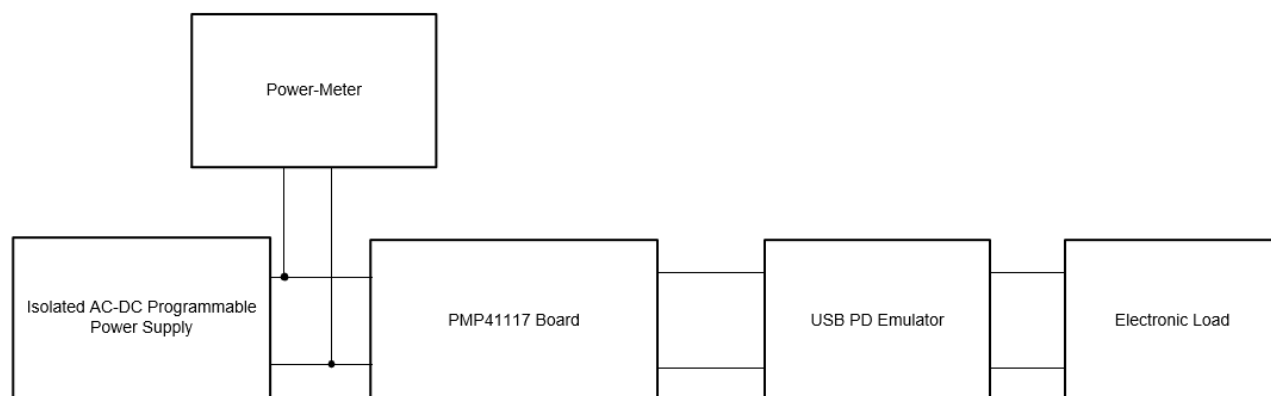 Power-Meter
Isolated AC-DC Programmable
Power Supply
PMP41117 Board
USB PD Emulator
Electronic Load